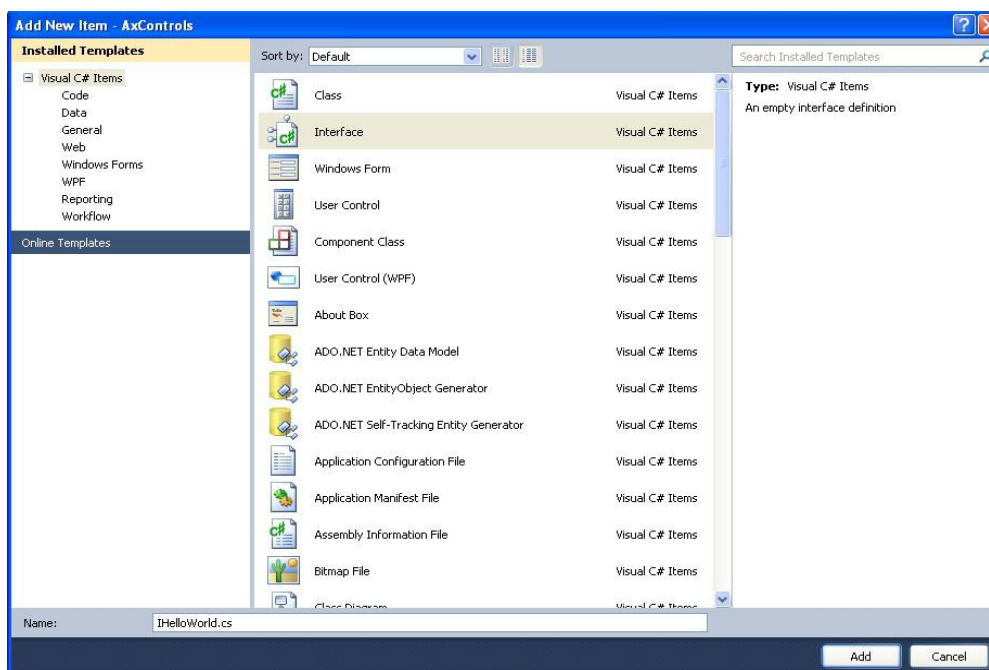 Add New Item - AxControls
Installed Templates
Visual C# Items
Code
Data
General
Web
Windows Forms
WPF
Reporting
Workflow
Online Templates
Sort by: Default
Search Installed Templates
C# Class Visual C# Items
C# Interface Visual C# Items
Windows Form Visual C# Items
User Control Visual C# Items
Component Class Visual C# Items
User Control (WPF) Visual C# Items
About Box Visual C# Items
ADO.NET Entity Data Model Visual C# Items
ADO.NET EntityObject Generator Visual C# Items
ADO.NET Self-Tracking Entity Generator Visual C# Items
Application Configuration File Visual C# Items
Application Manifest File Visual C# Items
C# Assembly Information File Visual C# Items
Bitmap File Visual C# Items
Class Diagram Visual C# Items
Type: Visual C# Items
An empty interface definition
Name: IHelloWorld.cs
Add
Cancel